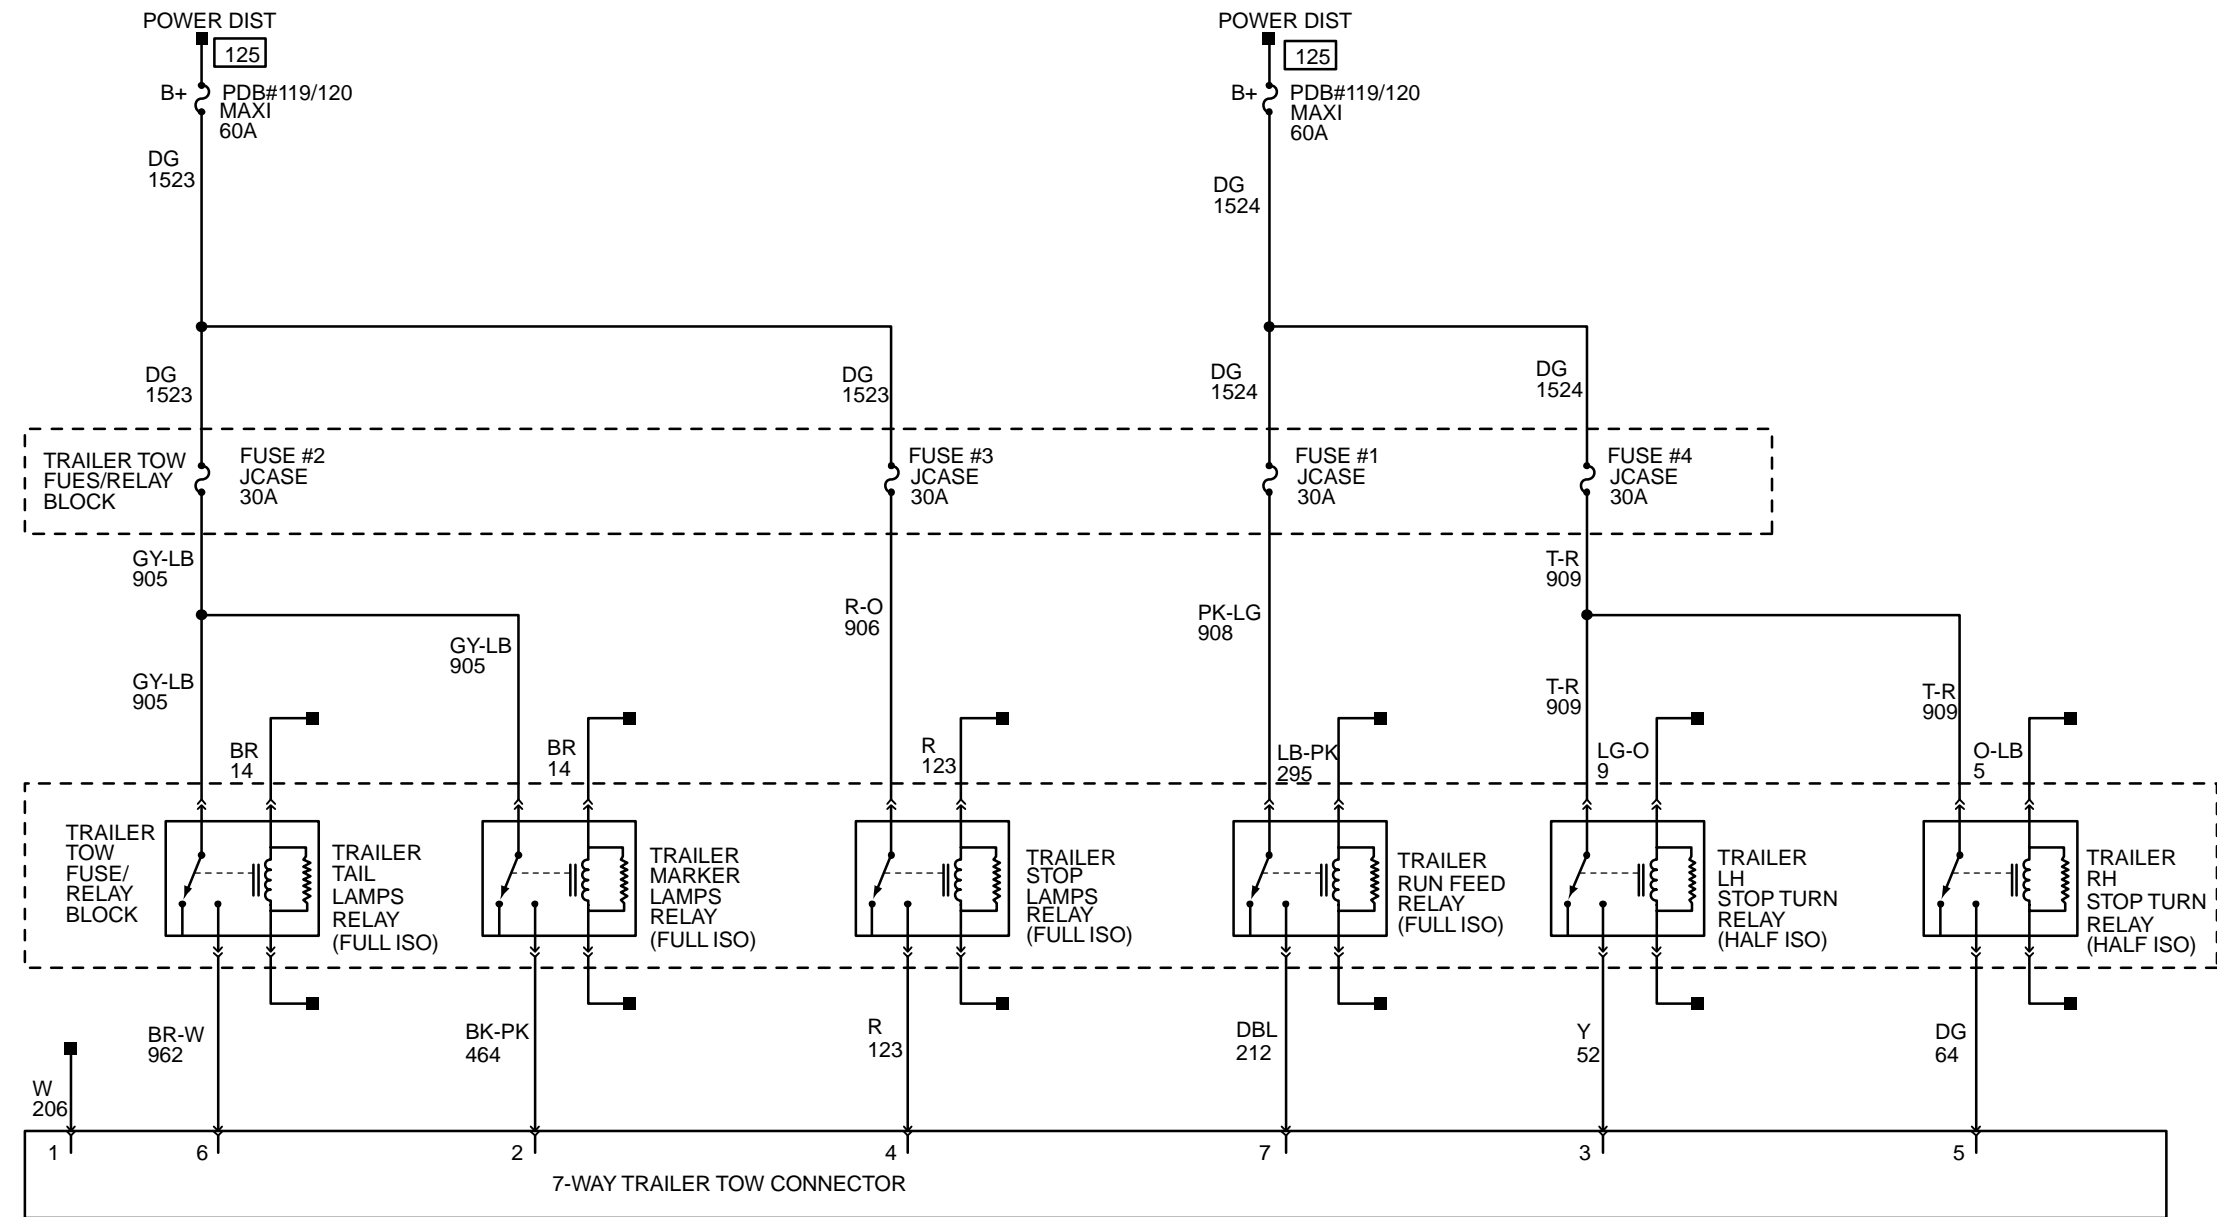 POWER DIST
125
B+
PDB#119/120
MAXI
60A
DG
1523
POWER DIST
125
B+
PDB#119/120
MAXI
60A
DG
1524
DG
1523
DG
1523
DG
1524
DG
1524
TRAILER TOW
FUES/RELAY
BLOCK
FUSE #2
JCASE
30A
FUSE #3
JCASE
30A
FUSE #1
JCASE
30A
FUSE #4
JCASE
30A
GY-LB
905
GY-LB
905
GY-LB
905
R-O
906
PK-LG
908
T-R
909
T-R
909
T-R
909
BR
14
BR
14
R
123
LB-PK
295
LG-O
9
O-LB
5
TRAILER
TOW
FUSE/
RELAY
BLOCK
TRAILER
TAIL
LAMPS
RELAY
(FULL ISO)
TRAILER
MARKER
LAMPS
RELAY
(FULL ISO)
TRAILER
STOP
LAMPS
RELAY
(FULL ISO)
TRAILER
RUN FEED
RELAY
(FULL ISO)
TRAILER
LH
STOP TURN
RELAY
(HALF ISO)
TRAILER
RH
STOP TURN
RELAY
(HALF ISO)
W
206
BR-W
962
BK-PK
464
R
123
DBL
212
Y
52
DG
64
1
6
2
4
7
3
5
7-WAY TRAILER TOW CONNECTOR